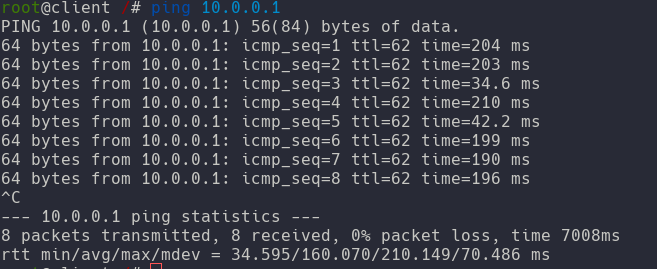 root@client /# ping 10.0.0.1
PING 10.0.0.1 (10.0.0.1) 56(84) bytes of data.
64 bytes from 10.0.0.1: icmp_seq=1 ttl=62 time=204 ms
64 bytes from 10.0.0.1: icmp_seq=2 ttl=62 time=203 ms
64 bytes from 10.0.0.1: icmp_seq=3 ttl=62 time=34.6 ms
64 bytes from 10.0.0.1: icmp_seq=4 ttl=62 time=210 ms
64 bytes from 10.0.0.1: icmp_seq=5 ttl=62 time=42.2 ms
64 bytes from 10.0.0.1: icmp_seq=6 ttl=62 time=199 ms
64 bytes from 10.0.0.1: icmp_seq=7 ttl=62 time=190 ms
64 bytes from 10.0.0.1: icmp_seq=8 ttl=62 time=196 ms
^C
--- 10.0.0.1 ping statistics ---
8 packets transmitted, 8 received, 0% packet loss, time 7008ms
rtt min/avg/max/mdev = 34.595/160.070/210.149/70.486 ms